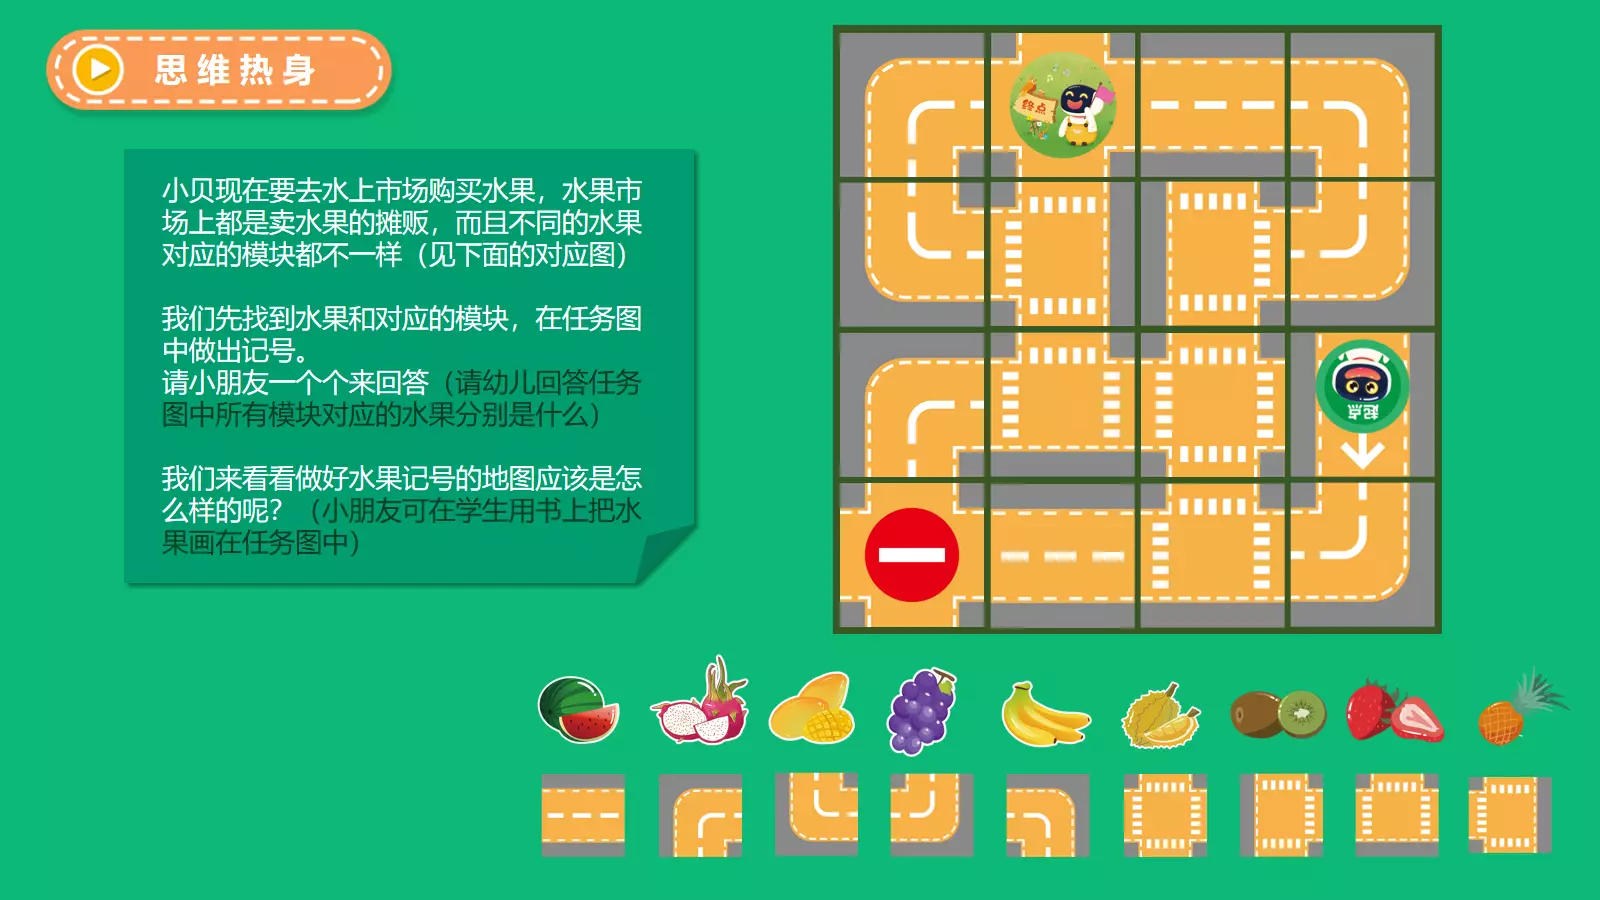 思维热身
小贝现在要去水上市场购买水果，水果市
场上都是卖水果的摊贩，而且不同的水果
对应的模块都不一样（见下面的对应图）
我们先找到水果和对应的模块，在任务图
中做出记号。
请小朋友一个个来回答（请幼儿回答任务
图中所有模块对应的水果分别是什么）
我们来看看做好水果记号的地图应该是怎
么样的呢？（小朋友可在学生用书上把水
果画在任务图中）
终点
起点